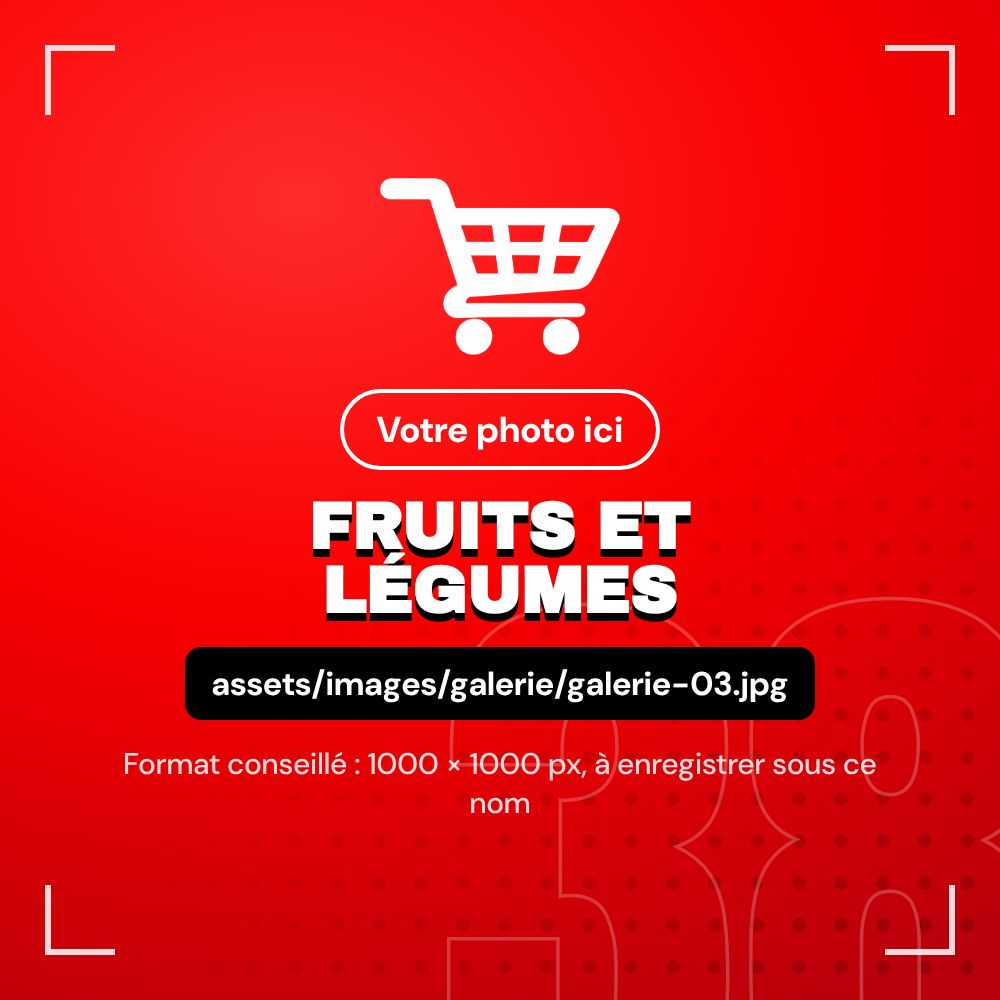 Votre photo ici
FRUITS ET
LÉGUMES
assets/images/galerie/galerie-03.jpg
Format conseillé : 1000 × 1000 px, à enregistrer sous ce
nom
38